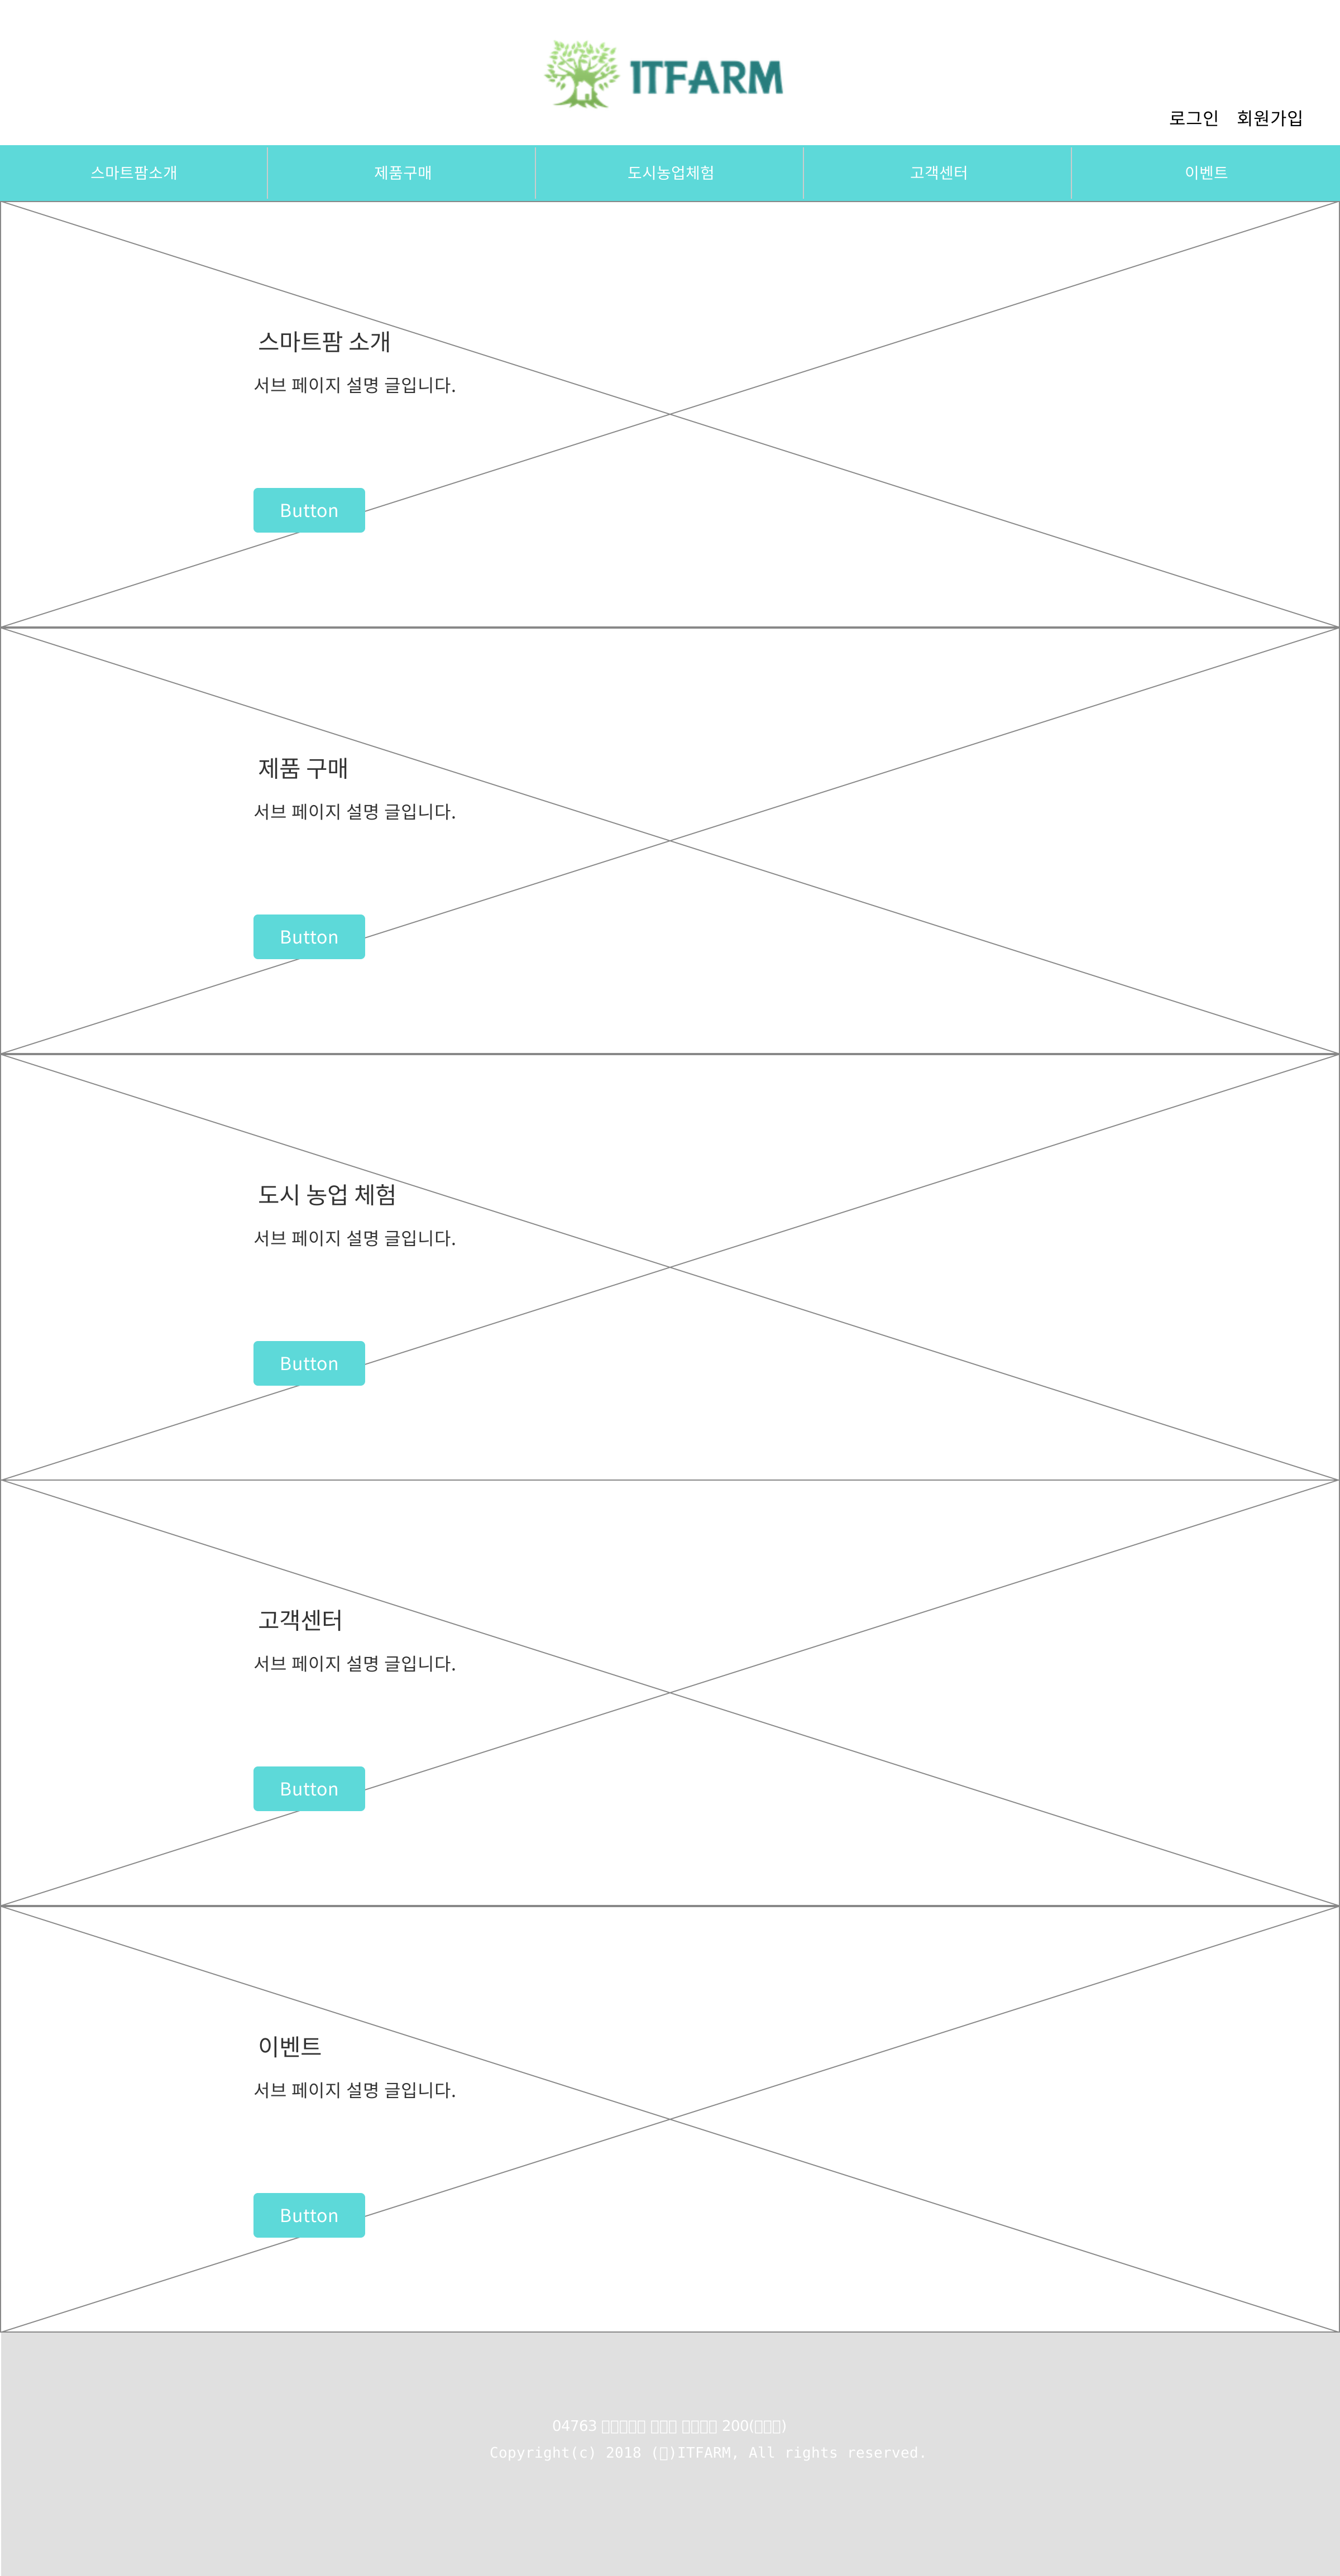 ITFARM
로그인 회원가입
스마트팜소개 제품구매 도시농업체험 고객센터 이벤트
스마트팜 소개
서브 페이지 설명 글입니다.
Button
제품 구매
서브 페이지 설명 글입니다.
Button
도시 농업 체험
서브 페이지 설명 글입니다.
Button
고객센터
서브 페이지 설명 글입니다.
Button
이벤트
서브 페이지 설명 글입니다.
Button
04763 200( )
Copyright(c) 2018 ( )ITFARM, All rights reserved.